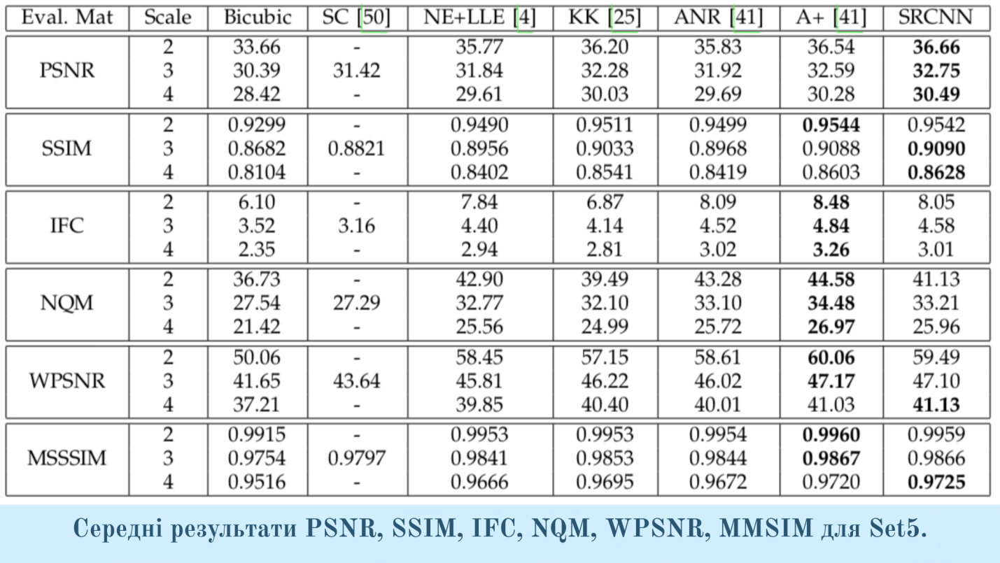 Eval. Mat Scale Bicubic SC [50] NE+LLE [4] KK [25] ANR [41] A+ [41] SRCNN
2 33.66 - 35.77 36.20 35.83 36.54 36.66
PSNR 3 30.39 31.42 31.84 32.28 31.92 32.59 32.75
4 28.42 - 29.61 30.03 29.69 30.28 30.49
2 0.9299 - 0.9490 0.9511 0.9499 0.9544 0.9542
SSIM 3 0.8682 0.8821 0.8956 0.9033 0.8968 0.9088 0.9090
4 0.8104 - 0.8402 0.8541 0.8419 0.8603 0.8628
2 6.10 - 7.84 6.87 8.09 8.48 8.05
IFC 3 3.52 3.16 4.40 4.14 4.52 4.84 4.58
4 2.35 - 2.94 2.81 3.02 3.26 3.01
2 36.73 - 42.90 39.49 43.28 44.58 41.13
NQM 3 27.54 27.29 32.77 32.10 33.10 34.48 33.21
4 21.42 - 25.56 24.99 25.72 26.97 25.96
2 50.06 - 58.45 57.15 58.61 60.06 59.49
WPSNR 3 41.65 43.64 45.81 46.22 46.02 47.17 47.10
4 37.21 - 39.85 40.40 40.01 41.03 41.13
2 0.9915 - 0.9953 0.9953 0.9954 0.9960 0.9959
MSSSIM 3 0.9754 0.9797 0.9841 0.9853 0.9844 0.9867 0.9866
4 0.9516 - 0.9666 0.9695 0.9672 0.9720 0.9725
Середні результати PSNR, SSIM, IFC, NQM, WPSNR, MMSIM для Set5.